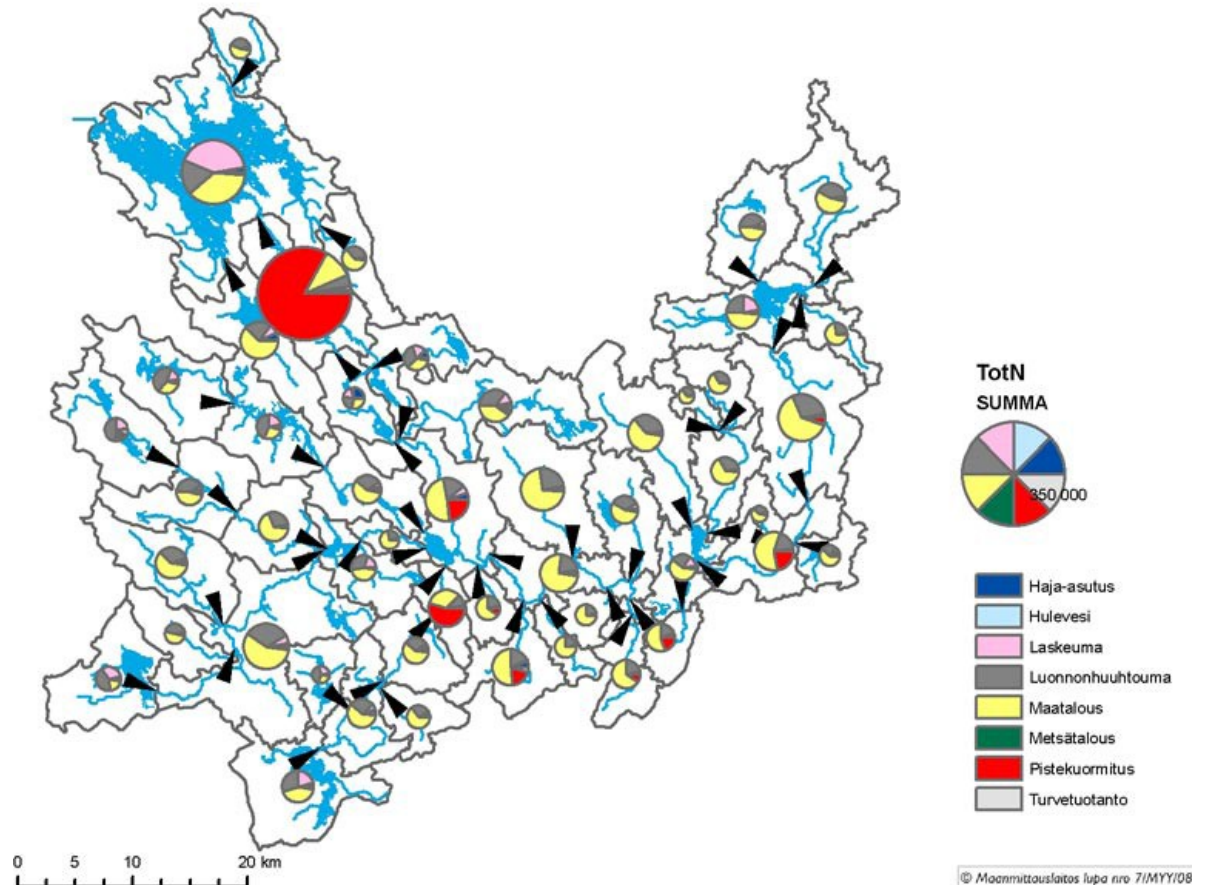 TotN
SUMMA
350,000
Haja-asutus
Hulevesi
Laskeuma
Luonnonhuuhtouma
Maatalous
Metsätalous
Pistekuormitus
Turvetuotanto
0 5 10 20 km
© Maanmittauslaitos lupa nro 7/MYY/08